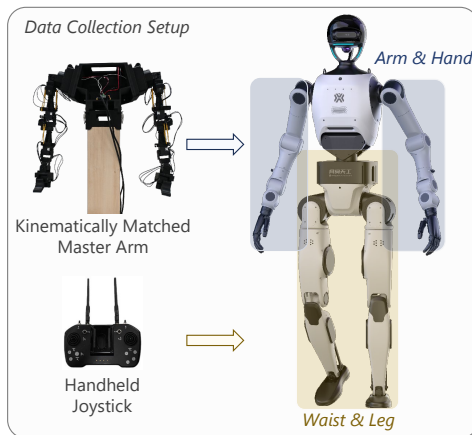 Data Collection Setup
Arm & Hand
Kinematically Matched
Master Arm
Handheld
Joystick
Waist & Leg